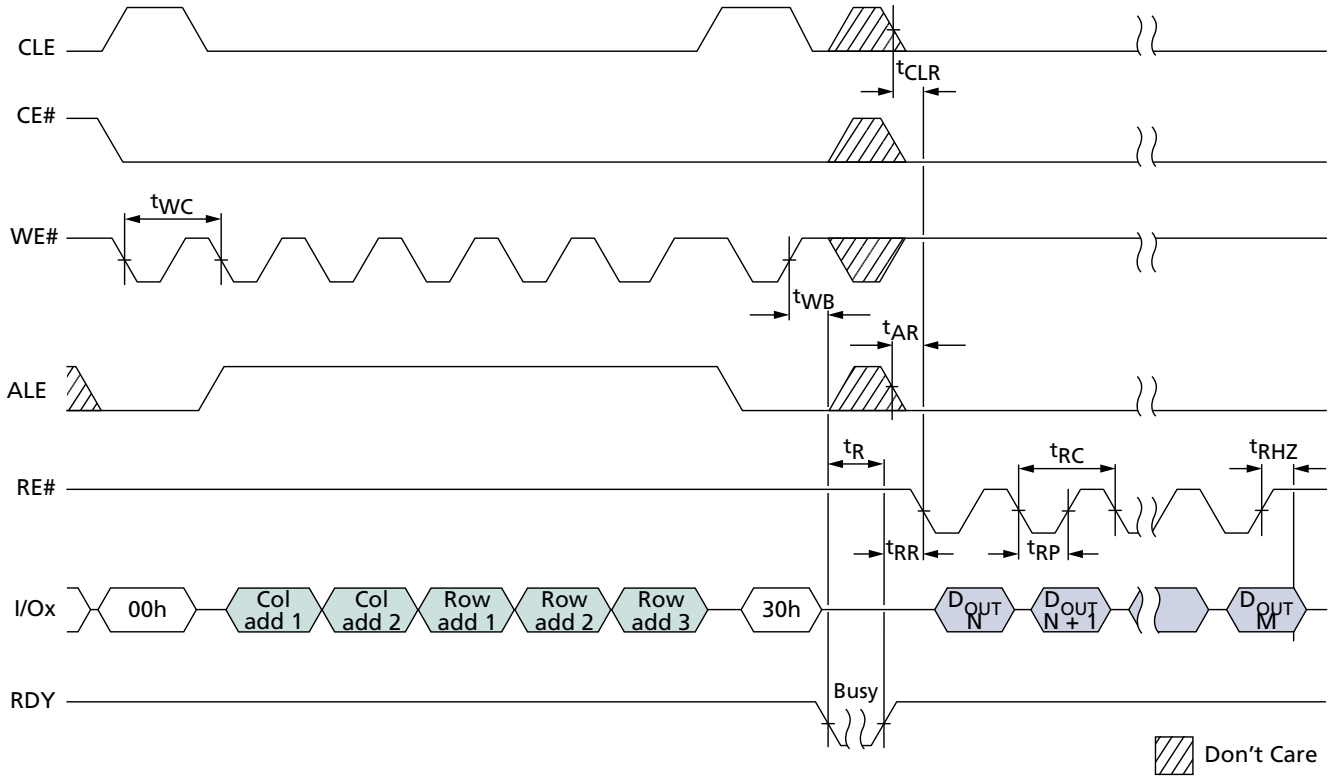 CLE
tCLR
CE#
tWC
WE#
tWB
tAR
ALE
tR
tRC
tRHZ
RE#
tRR
tRP
I/Ox
00h
Col
add 1
Col
add 2
Row
add 1
Row
add 2
Row
add 3
30h
DOUT
N
DOUT
N + 1
DOUT
M
RDY
Busy
Don't Care